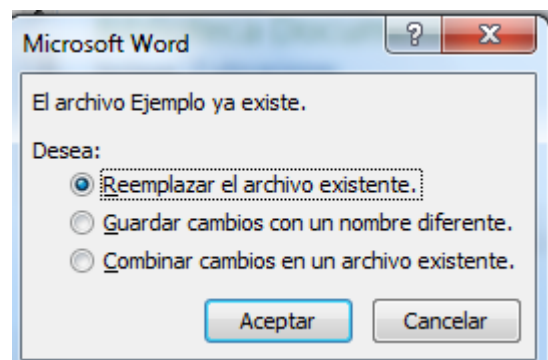 Microsoft Word
El archivo Ejemplo ya existe.
Desea:
Reemplazar el archivo existente.
Guardar cambios con un nombre diferente.
Combinar cambios en un archivo existente.
Aceptar Cancelar